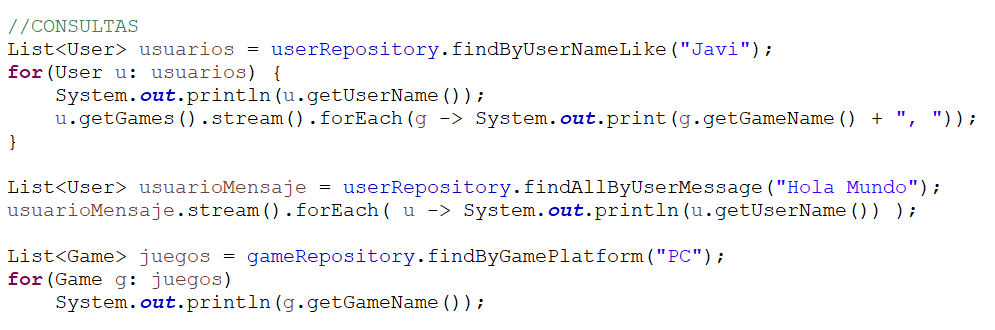 //CONSULTAS
List<User> usuarios = userRepository.findByUserNameLike("Javi");
for(User u: usuarios) {
    System.out.println(u.getUserName());
    u.getGames().stream().forEach(g -> System.out.print(g.getGameName() + ", "));
}

List<User> usuarioMensaje = userRepository.findAllByUserMessage("Hola Mundo");
usuarioMensaje.stream().forEach( u -> System.out.println(u.getUserName()) );

List<Game> juegos = gameRepository.findByGamePlatform("PC");
for(Game g: juegos)
    System.out.println(g.getGameName());